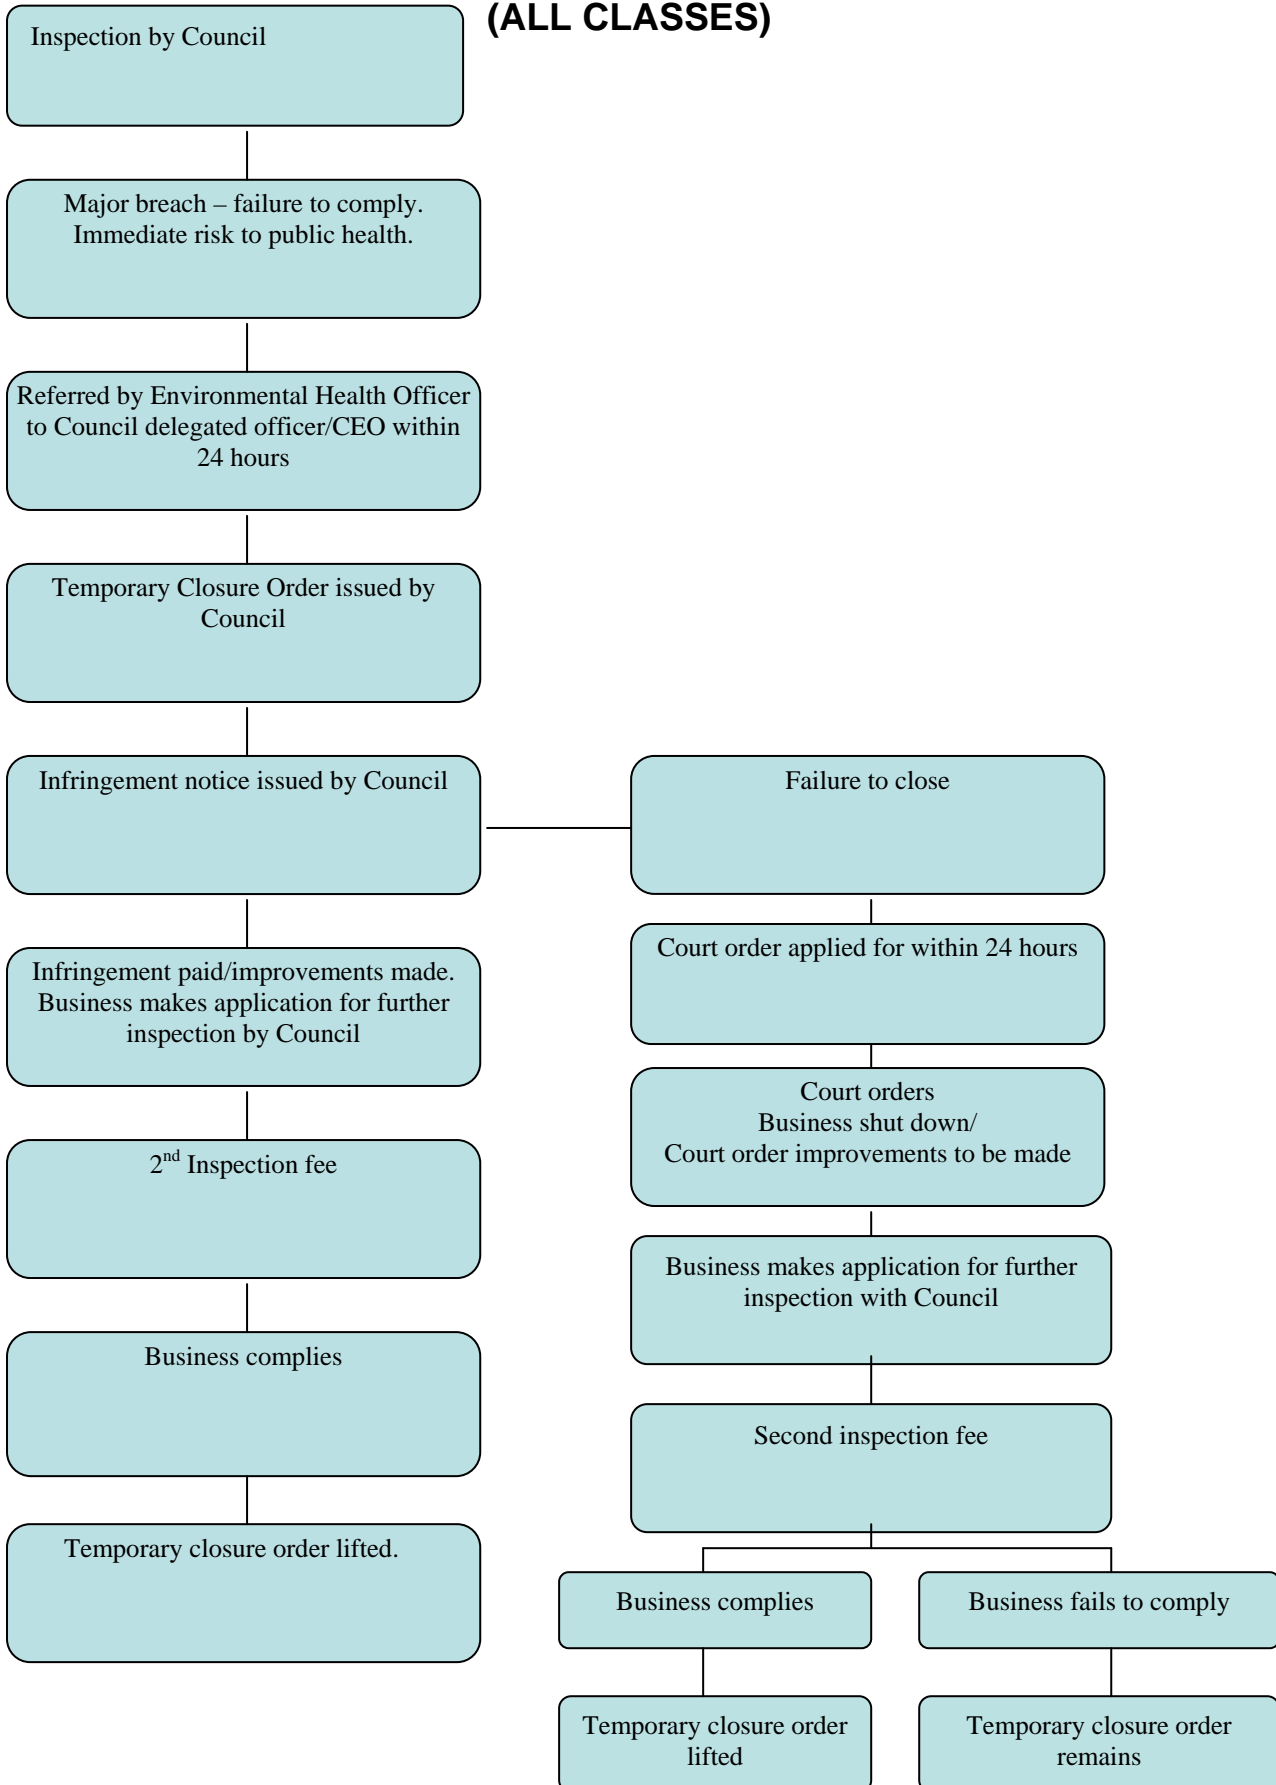 (ALL CLASSES)
Inspection by Council
Major breach – failure to comply.
Immediate risk to public health.
Referred by Environmental Health Officer
to Council delegated officer/CEO within
24 hours
Temporary Closure Order issued by
Council
Infringement notice issued by Council
Failure to close
Infringement paid/improvements made.
Business makes application for further
inspection by Council
Court order applied for within 24 hours
Court orders
Business shut down/
Court order improvements to be made
2nd Inspection fee
Business makes application for further
inspection with Council
Business complies
Second inspection fee
Temporary closure order lifted.
Business complies
Business fails to comply
Temporary closure order
lifted
Temporary closure order
remains